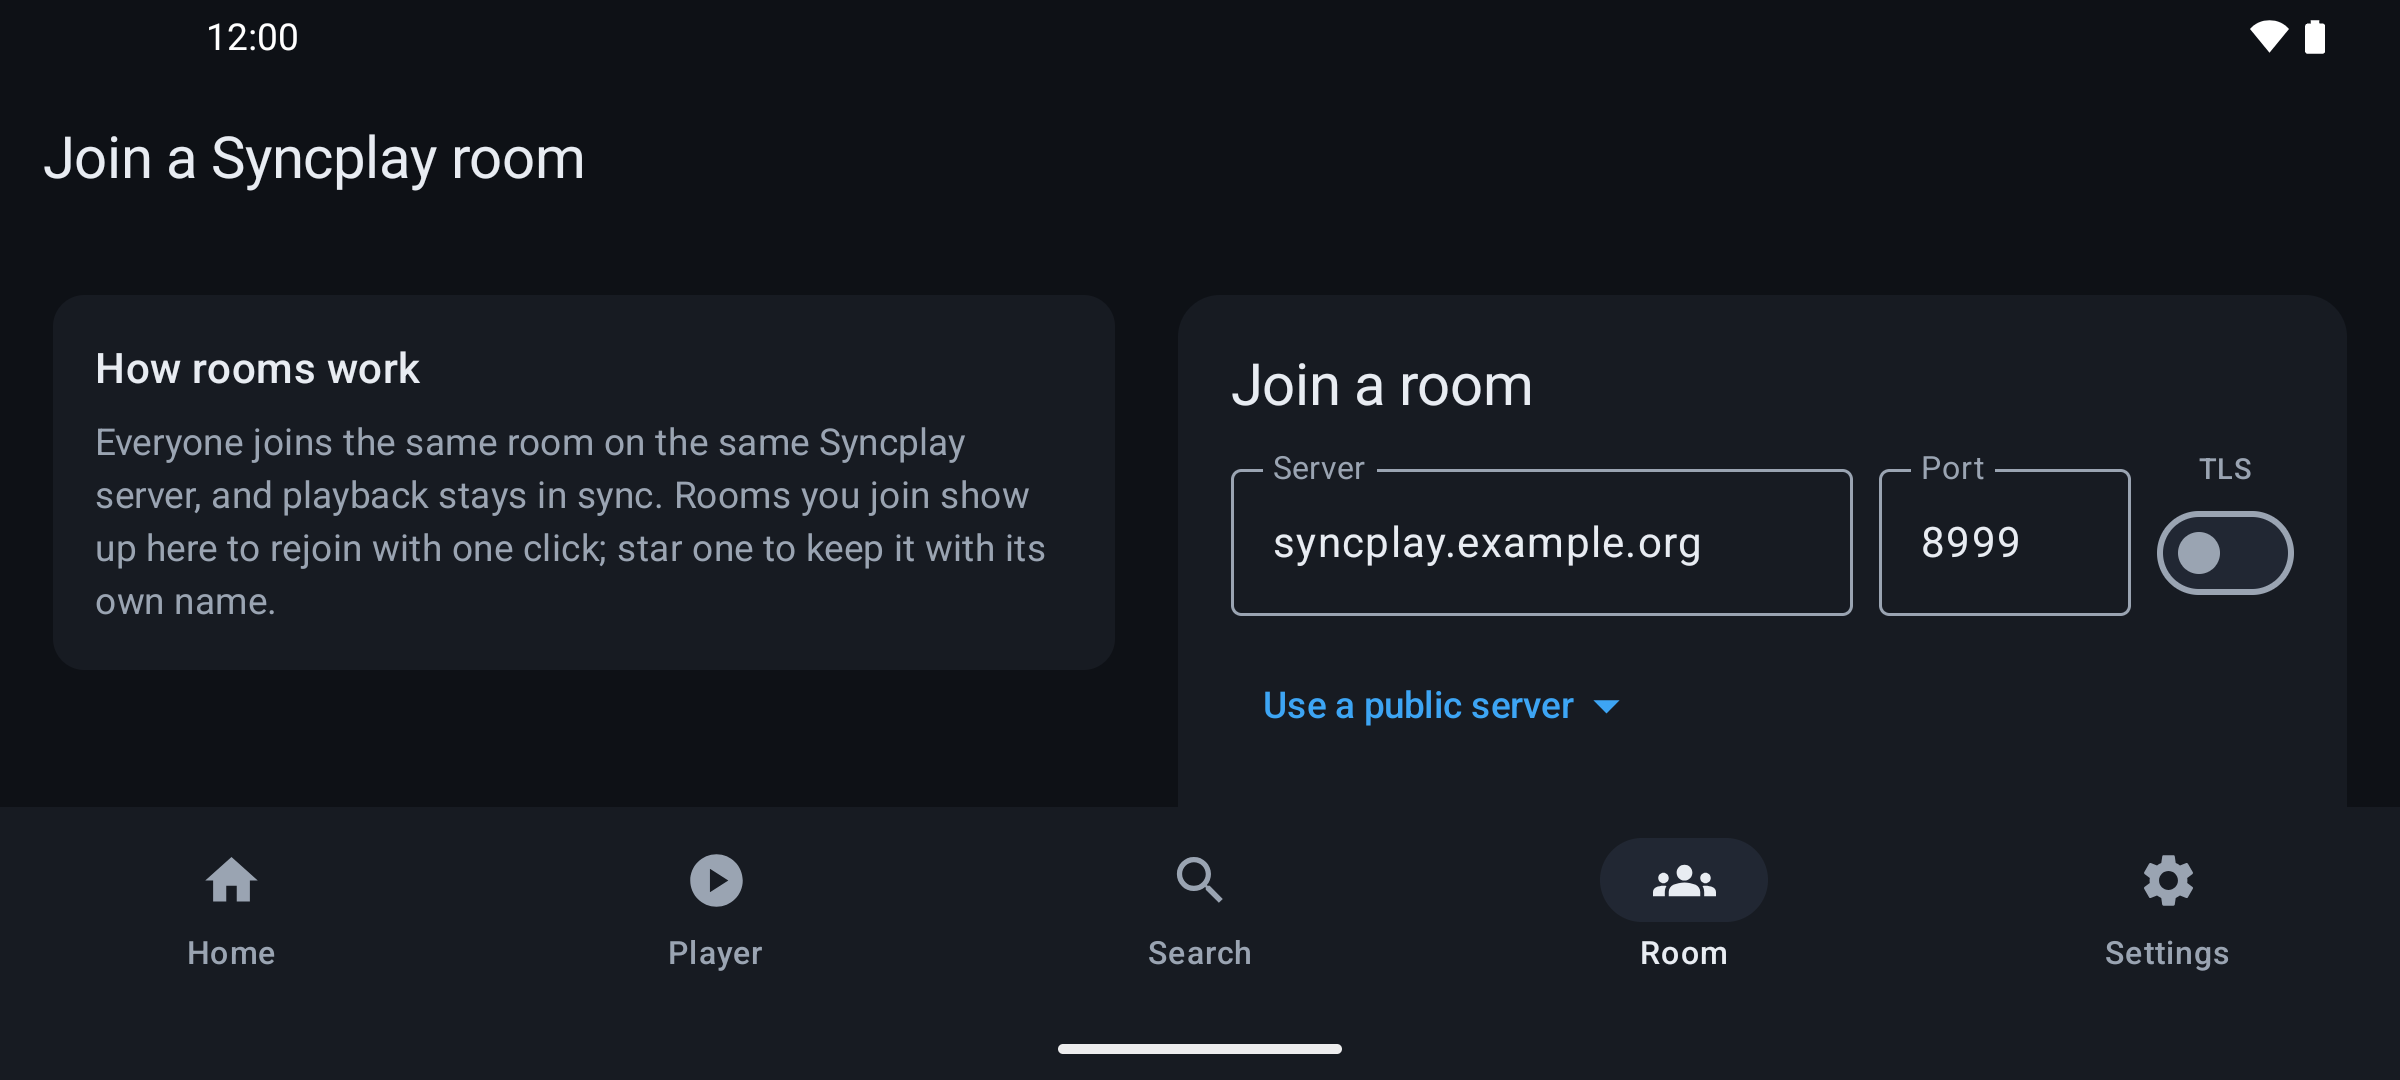 12:00
Join a Syncplay room
How rooms work
Everyone joins the same room on the same Syncplay
server, and playback stays in sync. Rooms you join show
up here to rejoin with one click; star one to keep it with its
own name.
Join a room
Server
syncplay.example.org
Port
8999
TLS
Use a public server
Home
Player
Search
Room
Settings